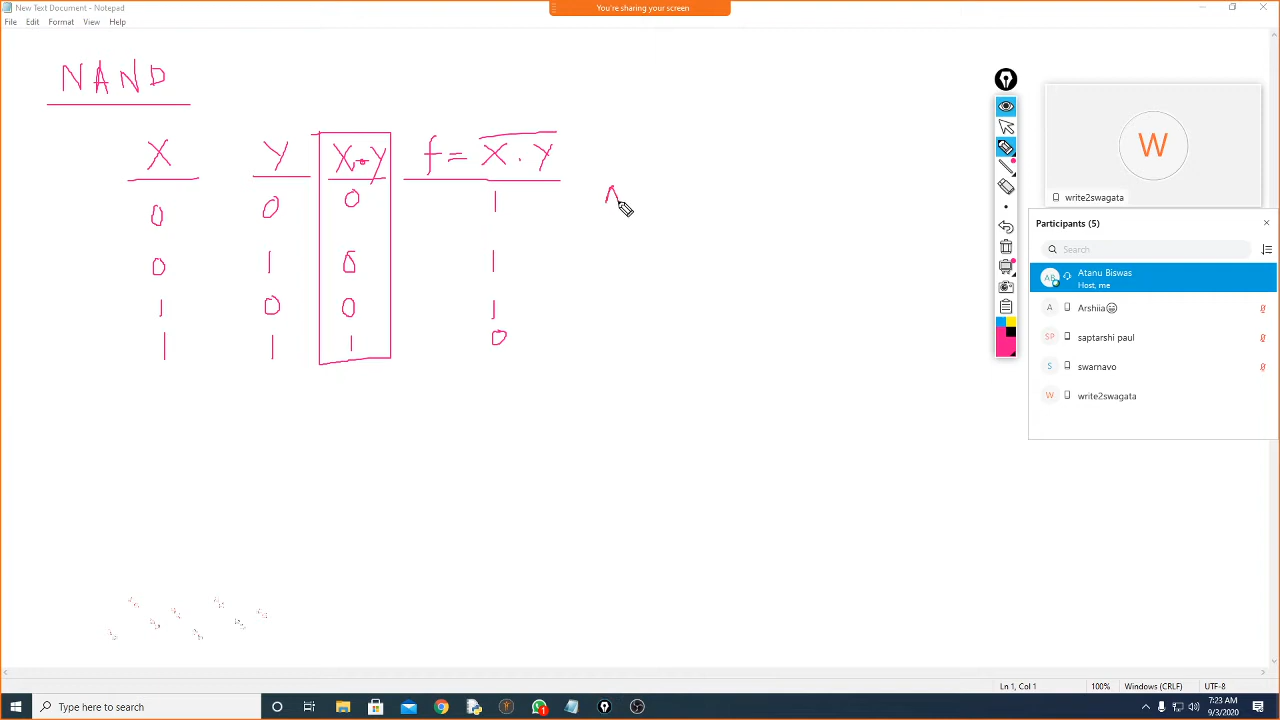 New Text Document - Notepad
You're sharing your screen
File Edit Format View Help
NAND
X Y X.Y f = X̅.̅Y̅
0 0 0 1
0 1 0 1
1 0 0 1
1 1 1 0
W
write2swagata
Participants (5)
Search
AB Atanu Biswas
Host, me
A Arshiia😄
SP saptarshi paul
S swarnavo
W write2swagata
Ln 1, Col 1 100% Windows (CRLF) UTF-8
Type here to search
1
7:23 AM
9/3/2020